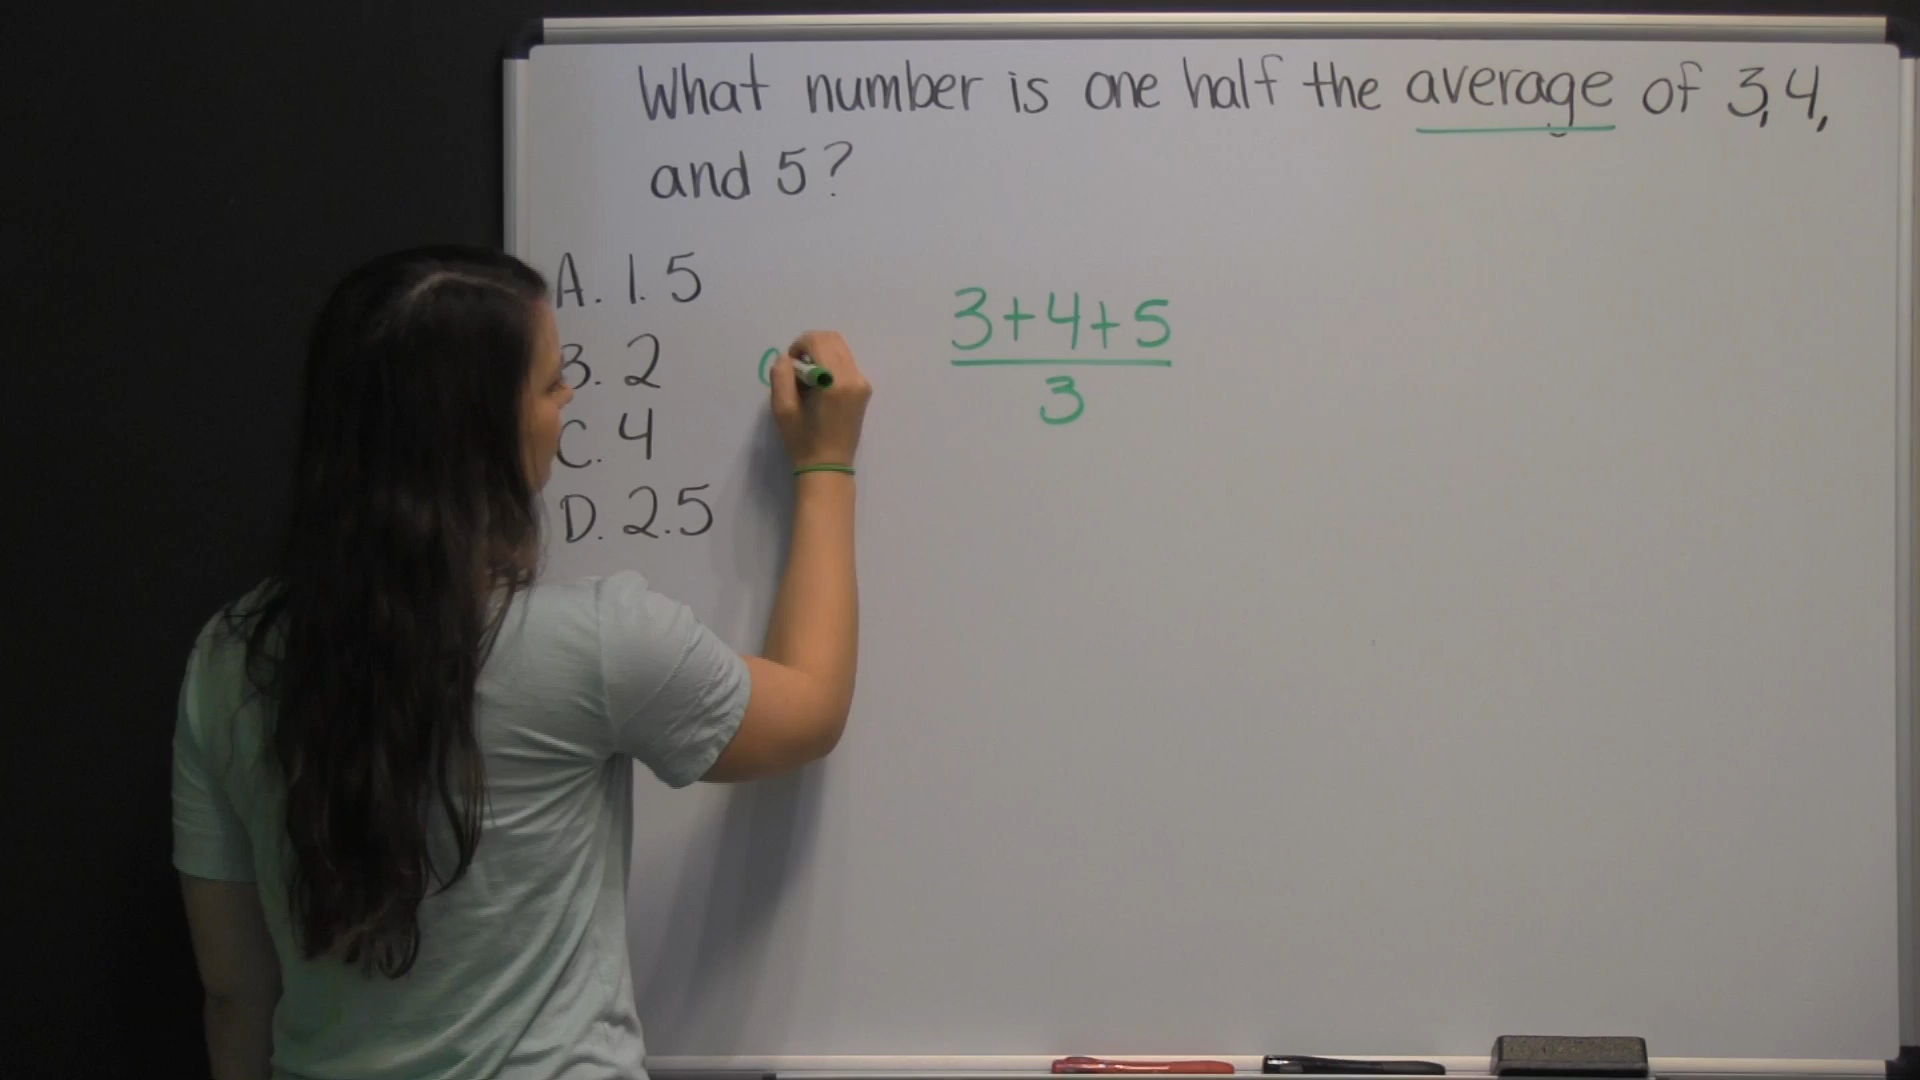 What number is one half the average of 3, 4,
and 5?
A. 1.5
B. 2
C. 4
D. 2.5
3+4+5
3